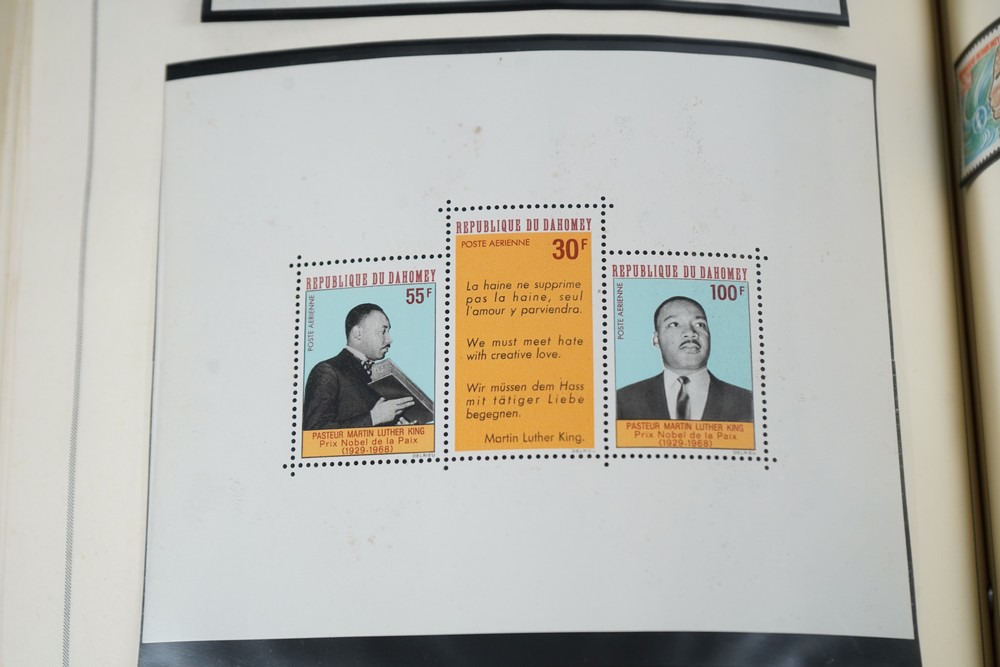 REPUBLIQUE DU DAHOMEY
55F
POSTE AERIENNE
PASTEUR MARTIN LUTHER KING
Prix Nobel de la Paix
(1929-1968)
REPUBLIQUE DU DAHOMEY
POSTE AERIENNE
30F
La haine ne supprime
pas la haine, seul
l'amour y parviendra.
We must meet hate
with creative love.
Wir müssen dem Hass
mit tätiger Liebe
begegnen.
Martin Luther King.
REPUBLIQUE DU DAHOMEY
100F
POSTE AERIENNE
PASTEUR MARTIN LUTHER KING
Prix Nobel de la Paix
(1929-1968)